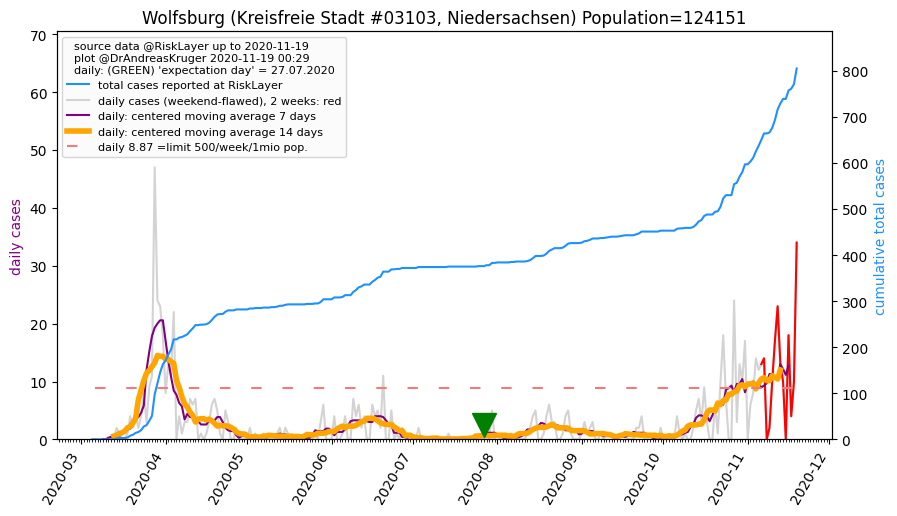 Wolfsburg (Kreisfreie Stadt #03103, Niedersachsen) Population=124151
source data @RiskLayer up to 2020-11-19
plot @DrAndreasKruger 2020-11-19 00:29
daily: (GREEN) 'expectation day' = 27.07.2020
total cases reported at RiskLayer
daily cases (weekend-flawed), 2 weeks: red
daily: centered moving average 7 days
daily: centered moving average 14 days
daily 8.87 =limit 500/week/1mio pop.
daily cases
70
60
50
40
30
20
10
0
cumulative total cases
800
700
600
500
400
300
200
100
0
2020-03
2020-04
2020-05
2020-06
2020-07
2020-08
2020-09
2020-10
2020-11
2020-12